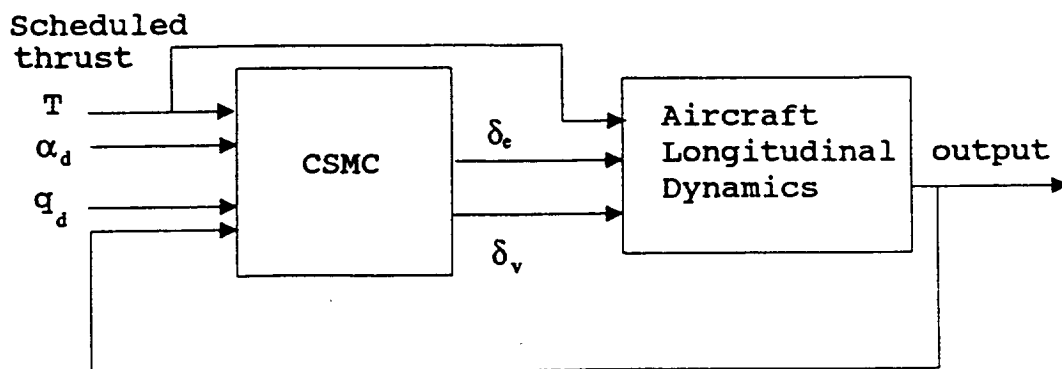 Scheduled
thrust
T
α_d
q_d
CSMC
δ_e
δ_v
Aircraft
Longitudinal
Dynamics
output